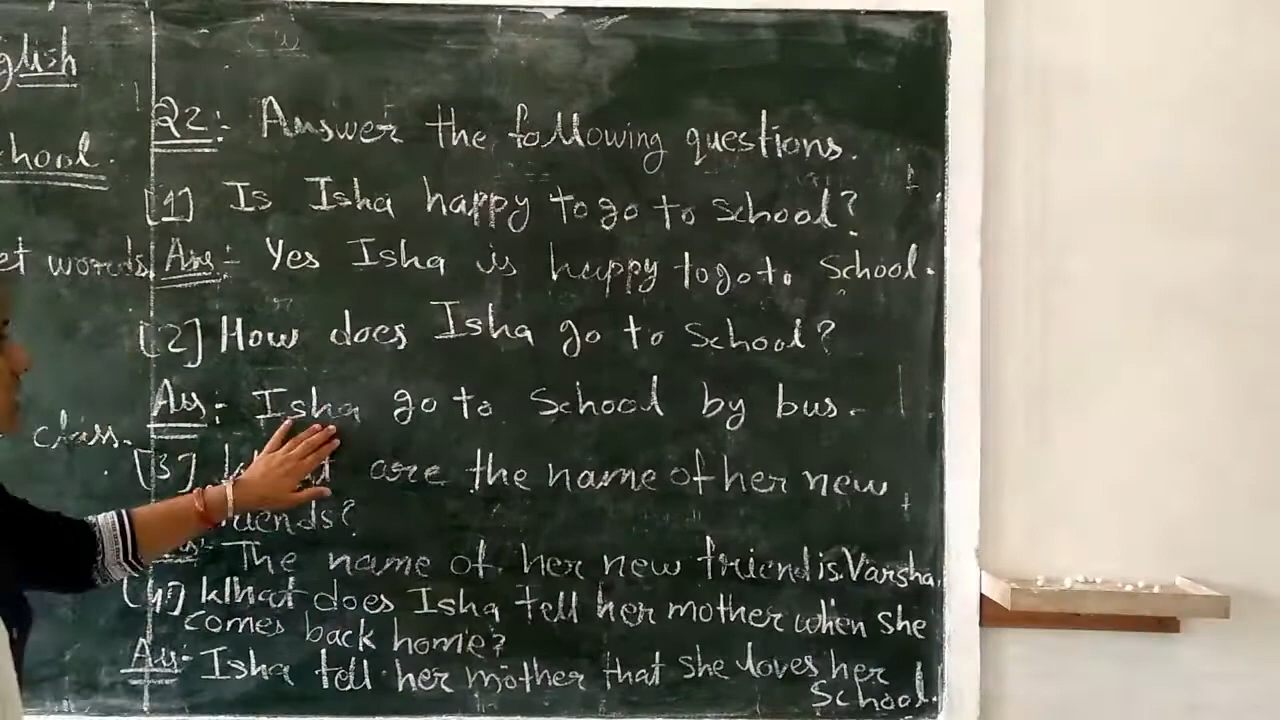 glish
chool.
et words
class.
Q2:- Answer the following questions.
[1] Is Isha happy to go to School?
Ans:- Yes Isha is happy to go to School.
[2] How does Isha go to School?
Ans:- Isha go to School by bus.
[3] are the name of her new
riends?
The name of her new friend is Varsha.
[4] What does Isha tell her mother when she
comes back home?
Ans:- Isha tell her mother that she loves her
School.